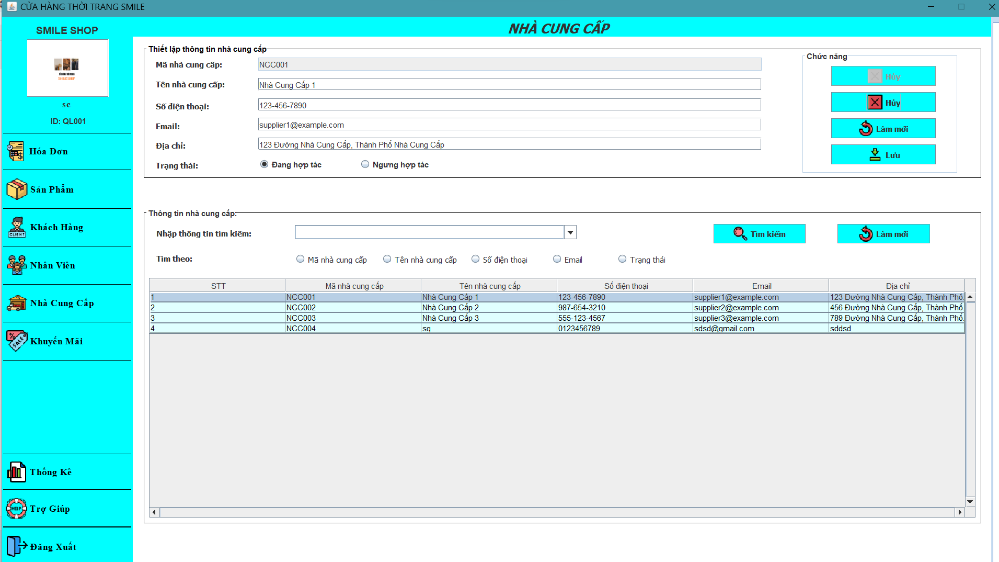 CỬA HÀNG THỜI TRANG SMILE
SMILE SHOP
SMILE SHOP
sc
ID: QL001
Hóa Đơn
Sản Phẩm
CLIENT
Khách Hàng
Nhân Viên
Nhà Cung Cấp
% SALE
Khuyến Mãi
Thống Kê
HELP
Trợ Giúp
Đăng Xuất
NHÀ CUNG CẤP
Thiết lập thông tin nhà cung cấp
Mã nhà cung cấp: NCC001
Tên nhà cung cấp: Nhà Cung Cấp 1
Số điện thoại: 123-456-7890
Email: supplier1@example.com
Địa chỉ: 123 Đường Nhà Cung Cấp, Thành Phố Nhà Cung Cấp
Trạng thái: Đang hợp tác Ngưng hợp tác
Chức năng
Hủy
Hủy
Làm mới
Lưu
Thông tin nhà cung cấp:
Nhập thông tin tìm kiếm: Tìm kiếm Làm mới
Tìm theo: Mã nhà cung cấp Tên nhà cung cấp Số điện thoại Email Trạng thái
STT Mã nhà cung cấp Tên nhà cung cấp Số điện thoại Email Địa chỉ
1 NCC001 Nhà Cung Cấp 1 123-456-7890 supplier1@example.com 123 Đường Nhà Cung Cấp, Thành Phố.
2 NCC002 Nhà Cung Cấp 2 987-654-3210 supplier2@example.com 456 Đường Nhà Cung Cấp, Thành Phố.
3 NCC003 Nhà Cung Cấp 3 555-123-4567 supplier3@example.com 789 Đường Nhà Cung Cấp, Thành Phố.
4 NCC004 sg 0123456789 sdsd@gmail.com sddsd